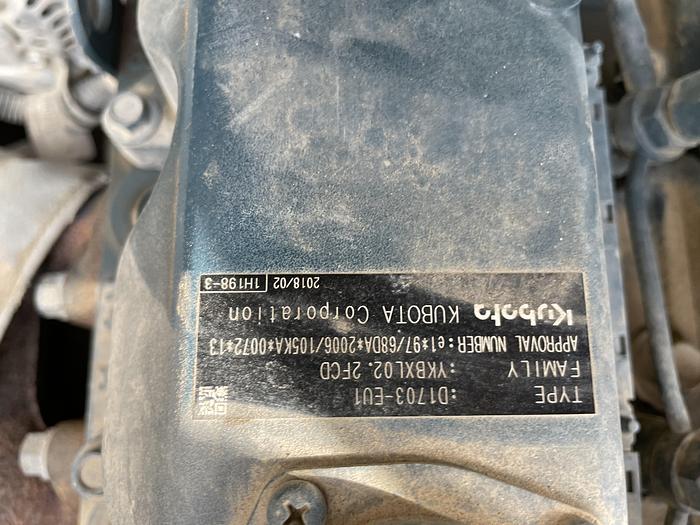 TYPE :D1703-EU1
FAMILY :YKBXL02.2FCD
APPROVAL NUMBER:e1*97/68DA*2006/105KA*0072*13
Kubota KUBOTA Corporation
2018/02 1H198-3